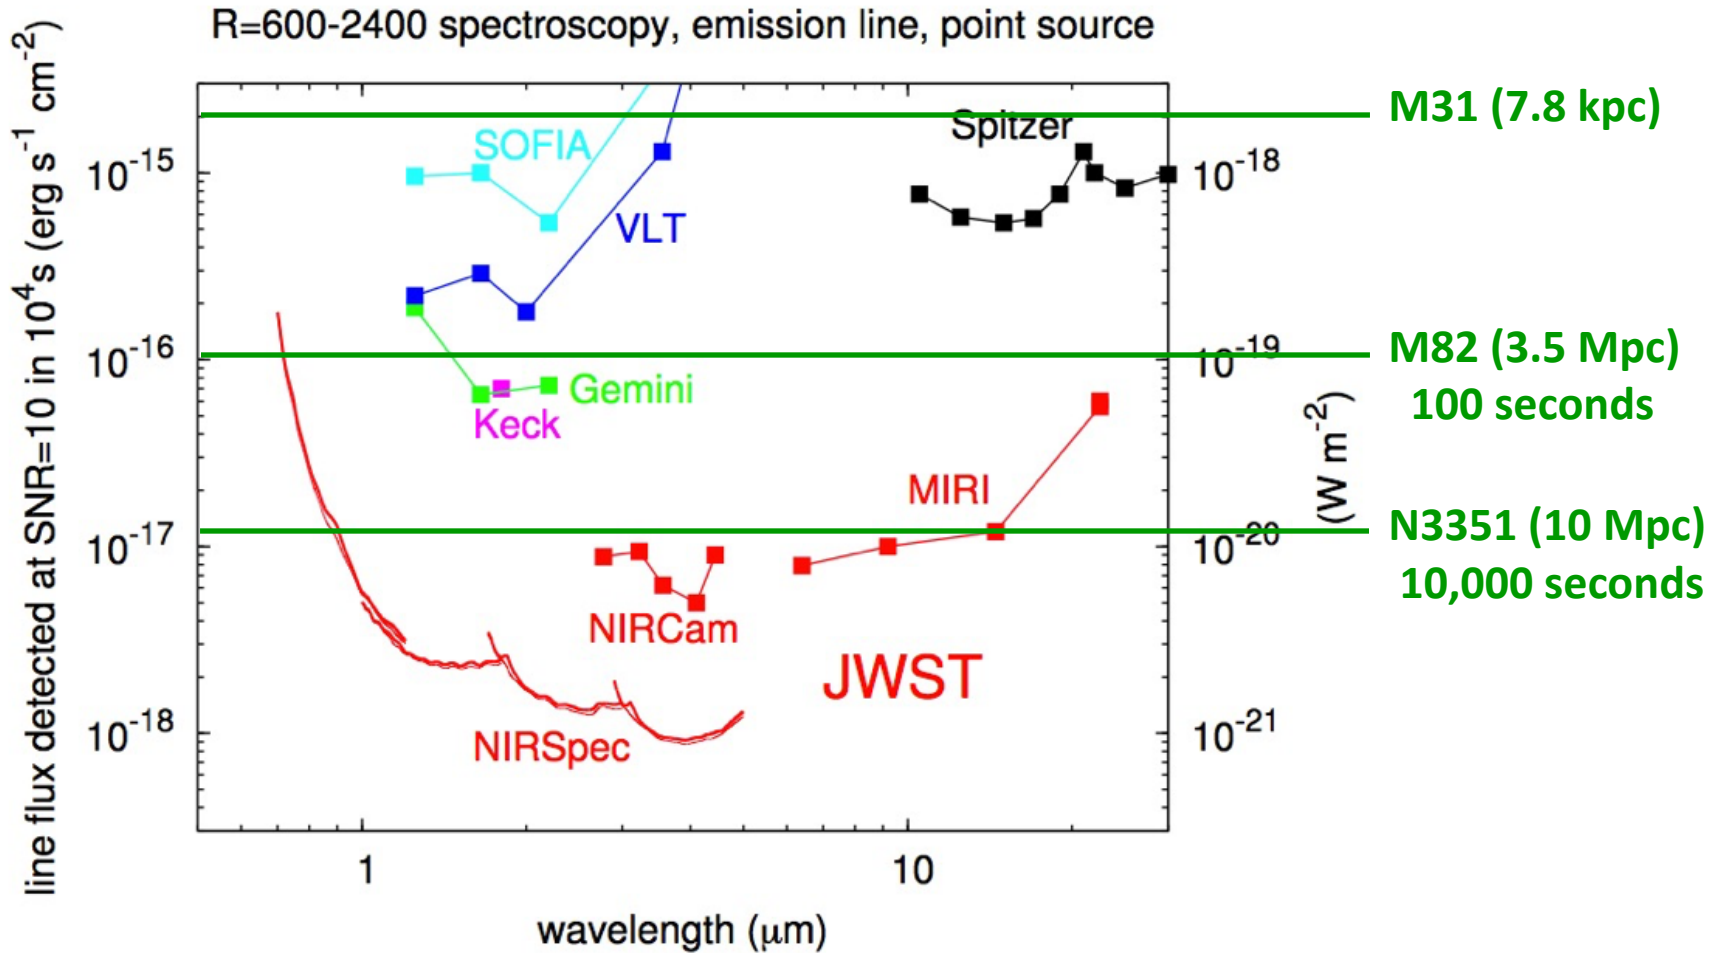 R=600-2400 spectroscopy, emission line, point source
line flux detected at SNR=10 in 10⁴s (erg s⁻¹ cm⁻²)
10⁻¹⁵
10⁻¹⁶
10⁻¹⁷
10⁻¹⁸
SOFIA
VLT
Gemini
Keck
Spitzer
MIRI
NIRCam
JWST
NIRSpec
10⁻¹⁸
10⁻¹⁹
10⁻²⁰
10⁻²¹
(W m⁻²)
M31 (7.8 kpc)
M82 (3.5 Mpc)
100 seconds
N3351 (10 Mpc)
10,000 seconds
1
10
wavelength (μm)